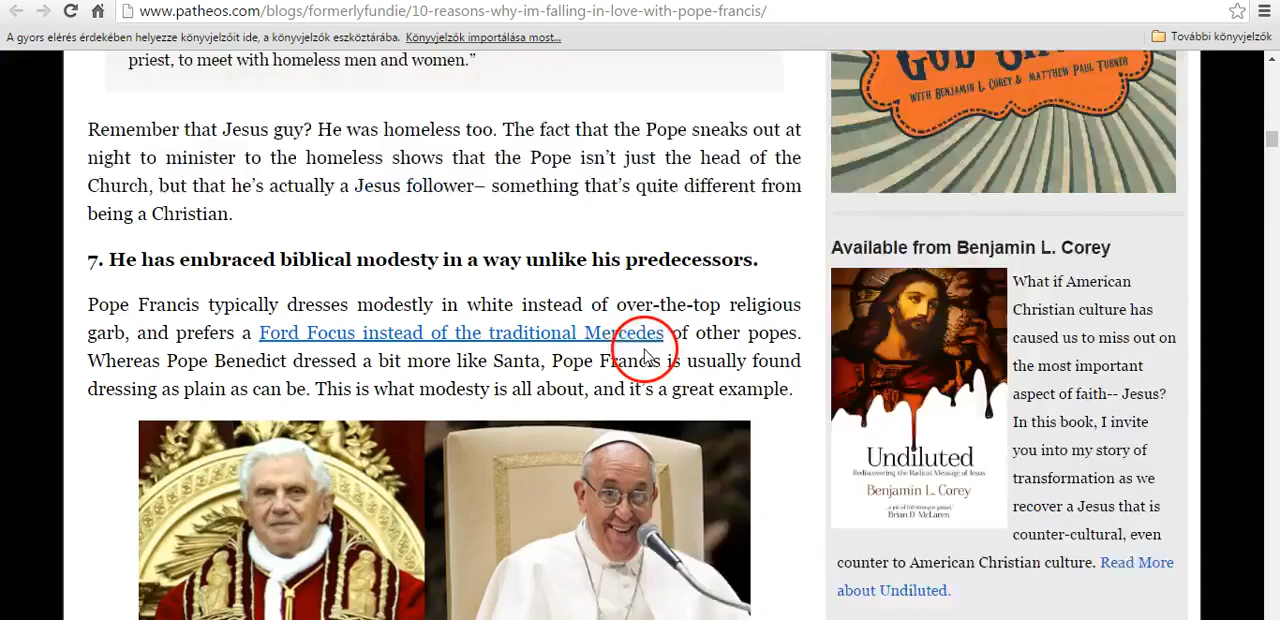 www.patheos.com/blogs/formerlyfundie/10-reasons-why-im-falling-in-love-with-pope-francis/
A gyors elérés érdekében helyezze könyvjelzőit ide, a könyvjelzők eszköztárába. Könyvjelzők importálása most...
További könyvjelzők
priest, to meet with homeless men and women.”
Remember that Jesus guy? He was homeless too. The fact that the Pope sneaks out at
night to minister to the homeless shows that the Pope isn’t just the head of the
Church, but that he’s actually a Jesus follower– something that’s quite different from
being a Christian.
7. He has embraced biblical modesty in a way unlike his predecessors.
Pope Francis typically dresses modestly in white instead of over-the-top religious
garb, and prefers a Ford Focus instead of the traditional Mercedes of other popes.
Whereas Pope Benedict dressed a bit more like Santa, Pope Francis is usually found
dressing as plain as can be. This is what modesty is all about, and it’s a great example.
GOD
WITH BENJAMIN L. COREY & MATTHEW PAUL TURNER
Available from Benjamin L. Corey
What if American
Christian culture has
caused us to miss out on
the most important
aspect of faith-- Jesus?
In this book, I invite
you into my story of
transformation as we
recover a Jesus that is
counter-cultural, even
counter to American Christian culture. Read More
about Undiluted.
Undiluted
Rediscovering the Radical Message of Jesus
Benjamin L. Corey
Brian D. McLaren